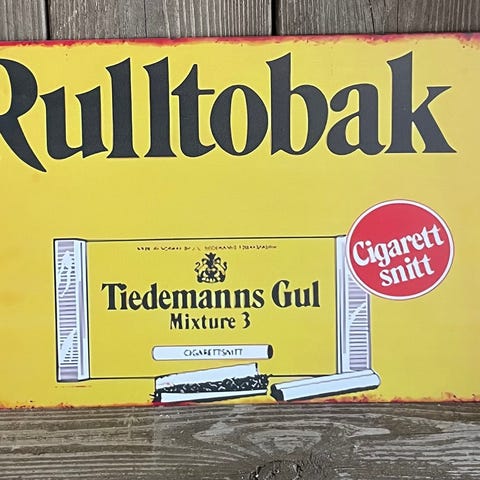 Rulltobak
Cigarett
snitt
Tiedemanns Gul
Mixture 3
CIGARETTSNITT